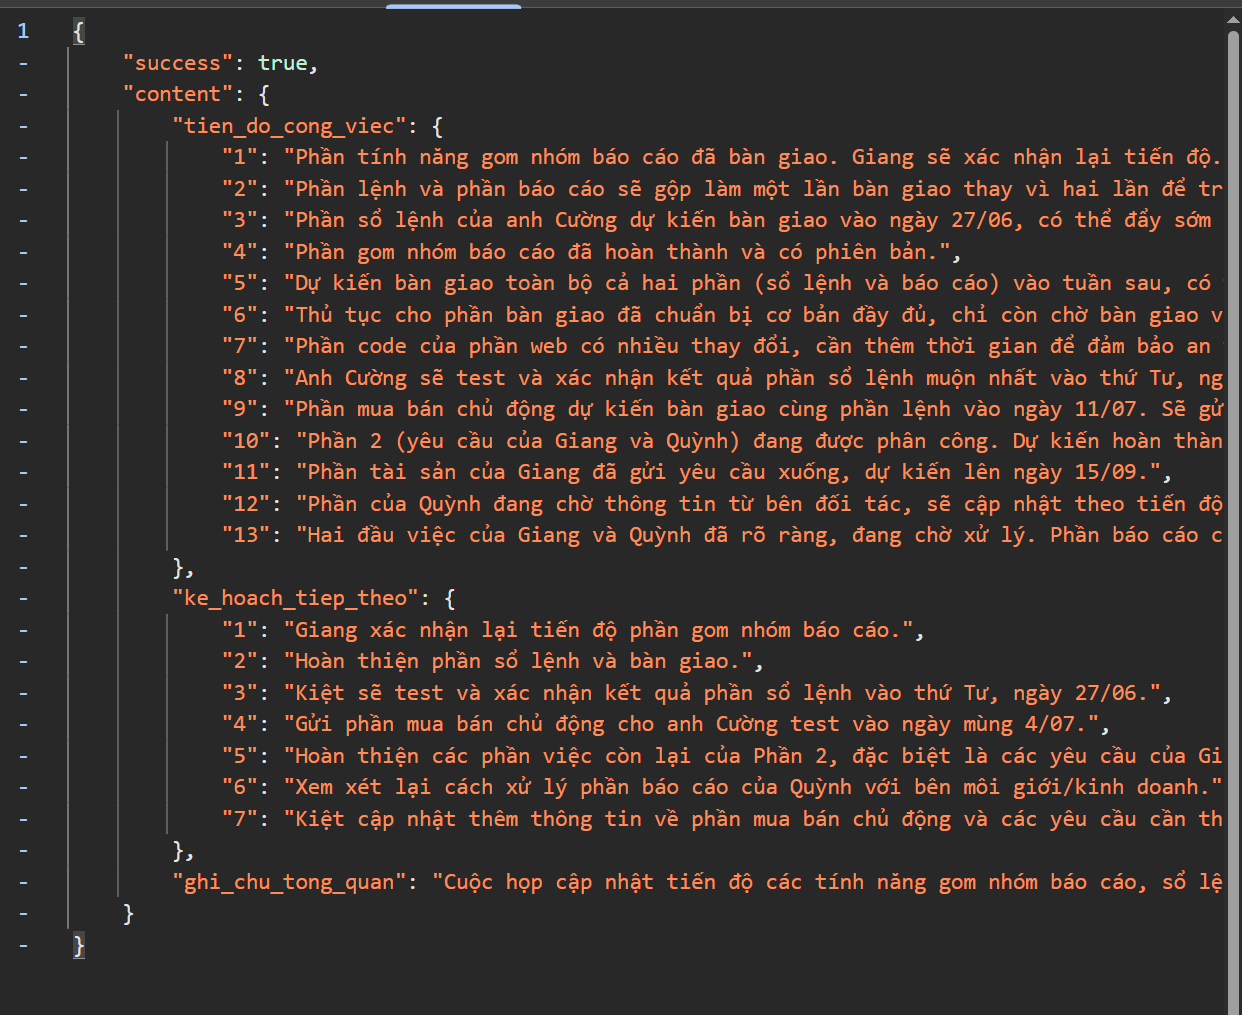 1 {
"success": true,
"content": {
"tien_do_cong_viec": {
"1": "Phần tính năng gom nhóm báo cáo đã bàn giao. Giang sẽ xác nhận lại tiến độ.
"2": "Phần lệnh và phần báo cáo sẽ gộp làm một lần bàn giao thay vì hai lần để tr
"3": "Phần sổ lệnh của anh Cường dự kiến bàn giao vào ngày 27/06, có thể đẩy sớm
"4": "Phần gom nhóm báo cáo đã hoàn thành và có phiên bản.",
"5": "Dự kiến bàn giao toàn bộ cả hai phần (sổ lệnh và báo cáo) vào tuần sau, có
"6": "Thủ tục cho phần bàn giao đã chuẩn bị cơ bản đầy đủ, chỉ còn chờ bàn giao v
"7": "Phần code của phần web có nhiều thay đổi, cần thêm thời gian để đảm bảo an
"8": "Anh Cường sẽ test và xác nhận kết quả phần sổ lệnh muộn nhất vào thứ Tư, ng
"9": "Phần mua bán chủ động dự kiến bàn giao cùng phần lệnh vào ngày 11/07. Sẽ gử
"10": "Phần 2 (yêu cầu của Giang và Quỳnh) đang được phân công. Dự kiến hoàn thàn
"11": "Phần tài sản của Giang đã gửi yêu cầu xuống, dự kiến lên ngày 15/09.",
"12": "Phần của Quỳnh đang chờ thông tin từ bên đối tác, sẽ cập nhật theo tiến độ
"13": "Hai đầu việc của Giang và Quỳnh đã rõ ràng, đang chờ xử lý. Phần báo cáo c
},
"ke_hoach_tiep_theo": {
"1": "Giang xác nhận lại tiến độ phần gom nhóm báo cáo.",
"2": "Hoàn thiện phần sổ lệnh và bàn giao.",
"3": "Kiệt sẽ test và xác nhận kết quả phần sổ lệnh vào thứ Tư, ngày 27/06.",
"4": "Gửi phần mua bán chủ động cho anh Cường test vào ngày mùng 4/07.",
"5": "Hoàn thiện các phần việc còn lại của Phần 2, đặc biệt là các yêu cầu của Gi
"6": "Xem xét lại cách xử lý phần báo cáo của Quỳnh với bên môi giới/kinh doanh."
"7": "Kiệt cập nhật thêm thông tin về phần mua bán chủ động và các yêu cầu cần th
},
"ghi_chu_tong_quan": "Cuộc họp cập nhật tiến độ các tính năng gom nhóm báo cáo, sổ lệ
}
}